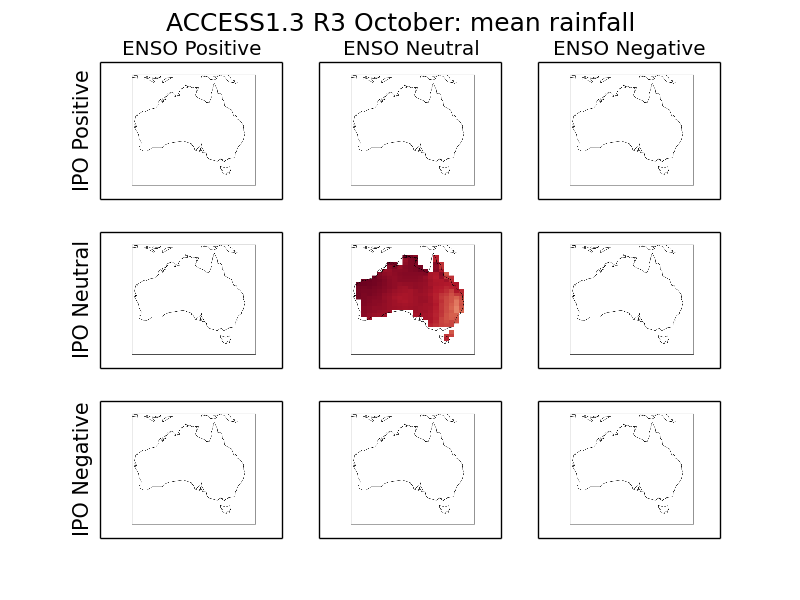 ACCESS1.3 R3 October: mean rainfall
ENSO Positive
ENSO Neutral
ENSO Negative
IPO Positive
IPO Neutral
IPO Negative